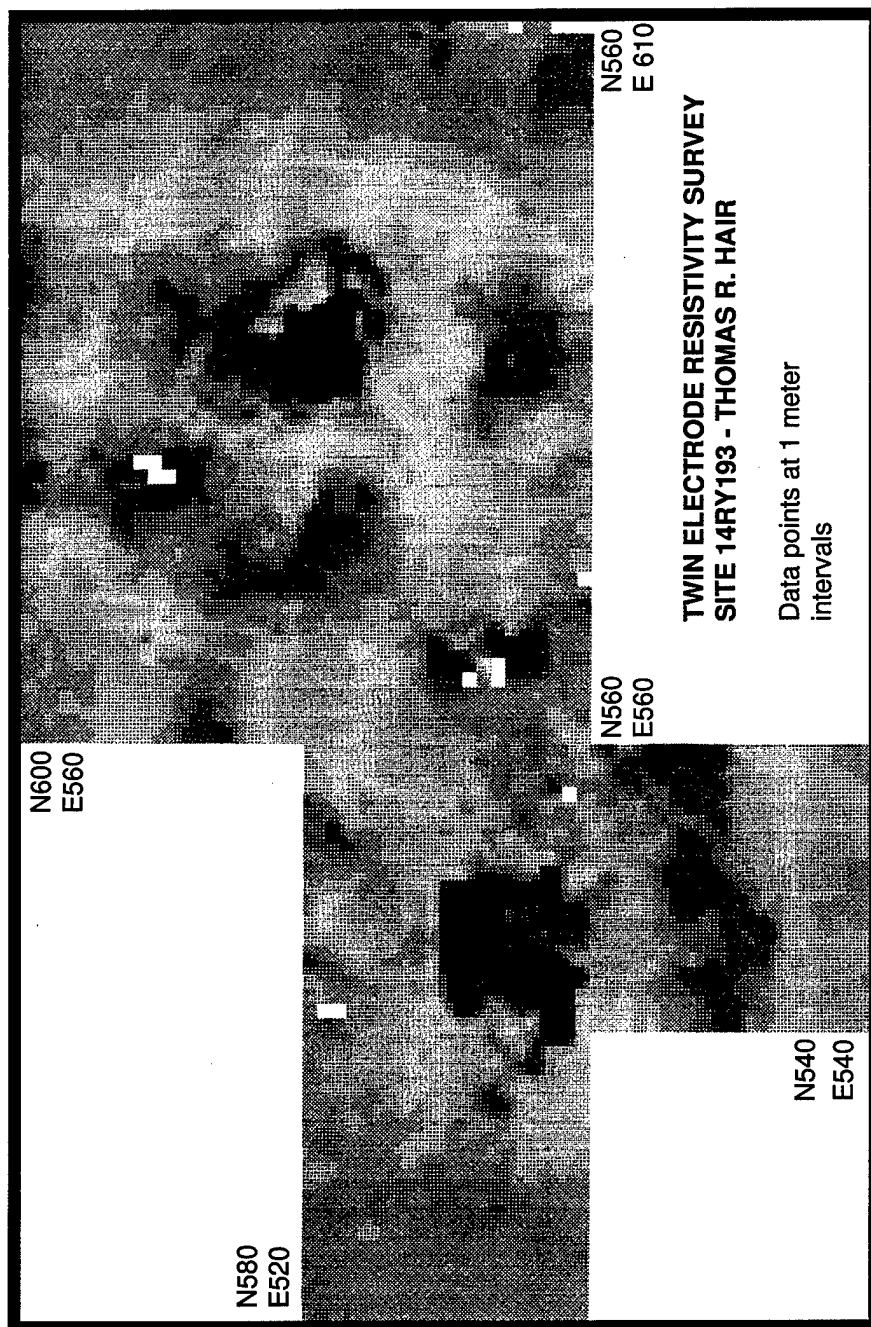 N580
E520
N600
E560
N540
E540
N560
E560
N560
E 610
TWIN ELECTRODE RESISTIVITY SURVEY
SITE 14RY193 - THOMAS R. HAIR
Data points at 1 meter
intervals